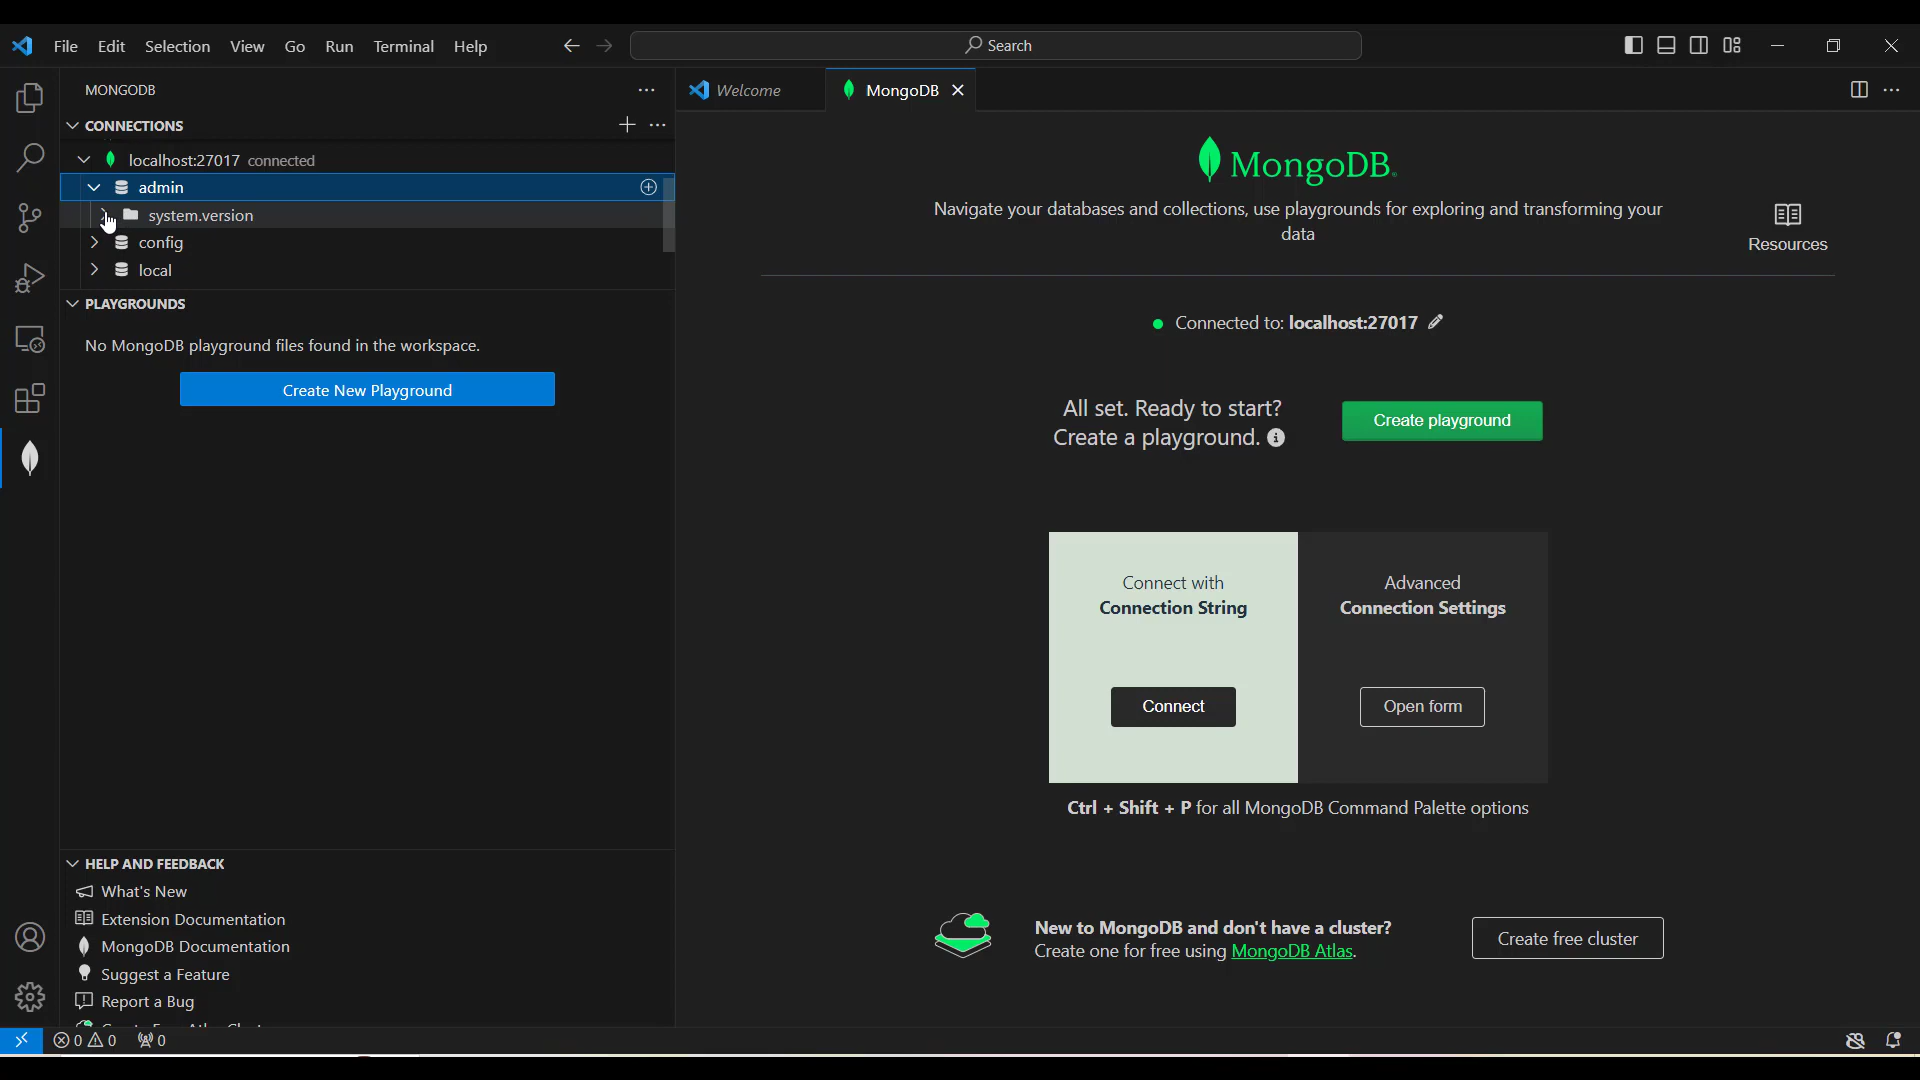 File Edit Selection View Go Run Terminal Help
Search
MONGODB
Welcome
MongoDB
CONNECTIONS
localhost:27017 connected
admin
system.version
config
local
PLAYGROUNDS
No MongoDB playground files found in the workspace.
Create New Playground
HELP AND FEEDBACK
What's New
Extension Documentation
MongoDB Documentation
Suggest a Feature
Report a Bug
MongoDB®
Navigate your databases and collections, use playgrounds for exploring and transforming your
data
Resources
Connected to: localhost:27017
All set. Ready to start?
Create a playground.
Create playground
Connect with
Connection String
Connect
Advanced
Connection Settings
Open form
Ctrl + Shift + P for all MongoDB Command Palette options
New to MongoDB and don't have a cluster?
Create one for free using MongoDB Atlas.
Create free cluster
0 0 0